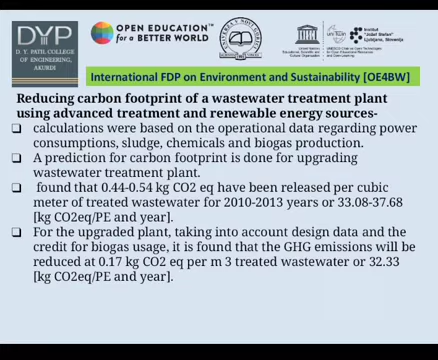 DYP
D. Y. PATIL COLLEGE
OF ENGINEERING,
AKURDI
OPEN EDUCATION
for a BETTER WORLD
International FDP on Environment and Sustainability [OE4BW]
Reducing carbon footprint of a wastewater treatment plant
using advanced treatment and renewable energy sources-
❑ calculations were based on the operational data regarding power
consumptions, sludge, chemicals and biogas production.
❑ A prediction for carbon footprint is done for upgrading
wastewater treatment plant.
❑ found that 0.44-0.54 kg CO2 eq have been released per cubic
meter of treated wastewater for 2010-2013 years or 33.08-37.68
[kg CO2eq/PE and year].
❑ For the upgraded plant, taking into account design data and the
credit for biogas usage, it is found that the GHG emissions will be
reduced at 0.17 kg CO2 eq per m 3 treated wastewater or 32.33
[kg CO2eq/PE and year].